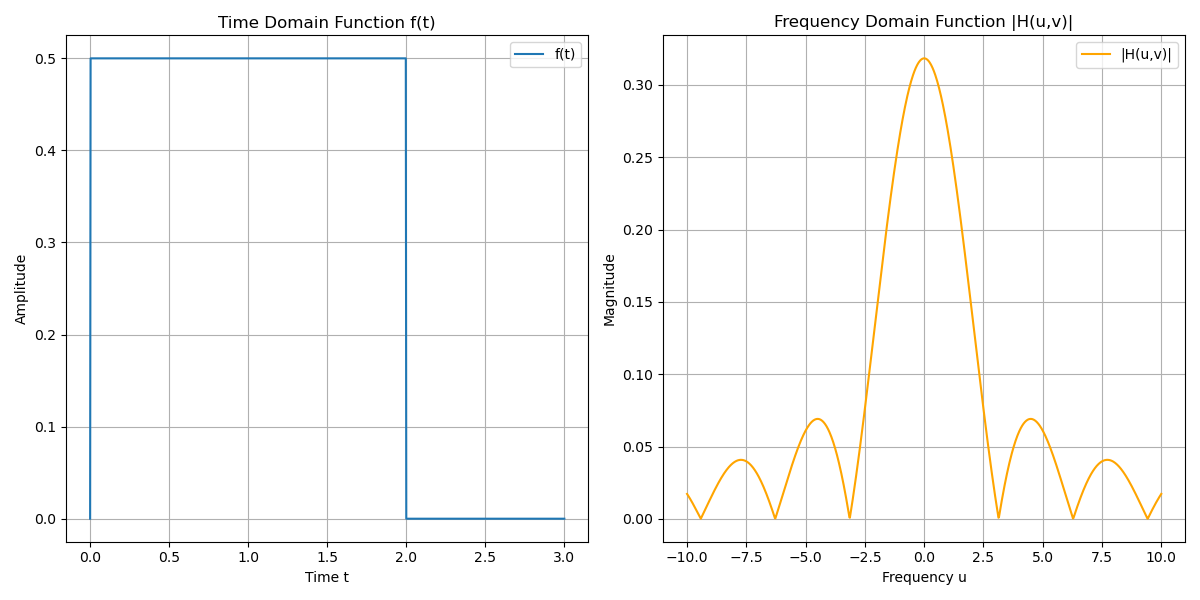 Time Domain Function f(t)
f(t)
0.5
0.4
0.3
0.2
0.1
0.0
Amplitude
0.0 0.5 1.0 1.5 2.0 2.5 3.0
Time t
Frequency Domain Function |H(u,v)|
|H(u,v)|
0.30
0.25
0.20
0.15
0.10
0.05
0.00
Magnitude
−10.0 −7.5 −5.0 −2.5 0.0 2.5 5.0 7.5 10.0
Frequency u